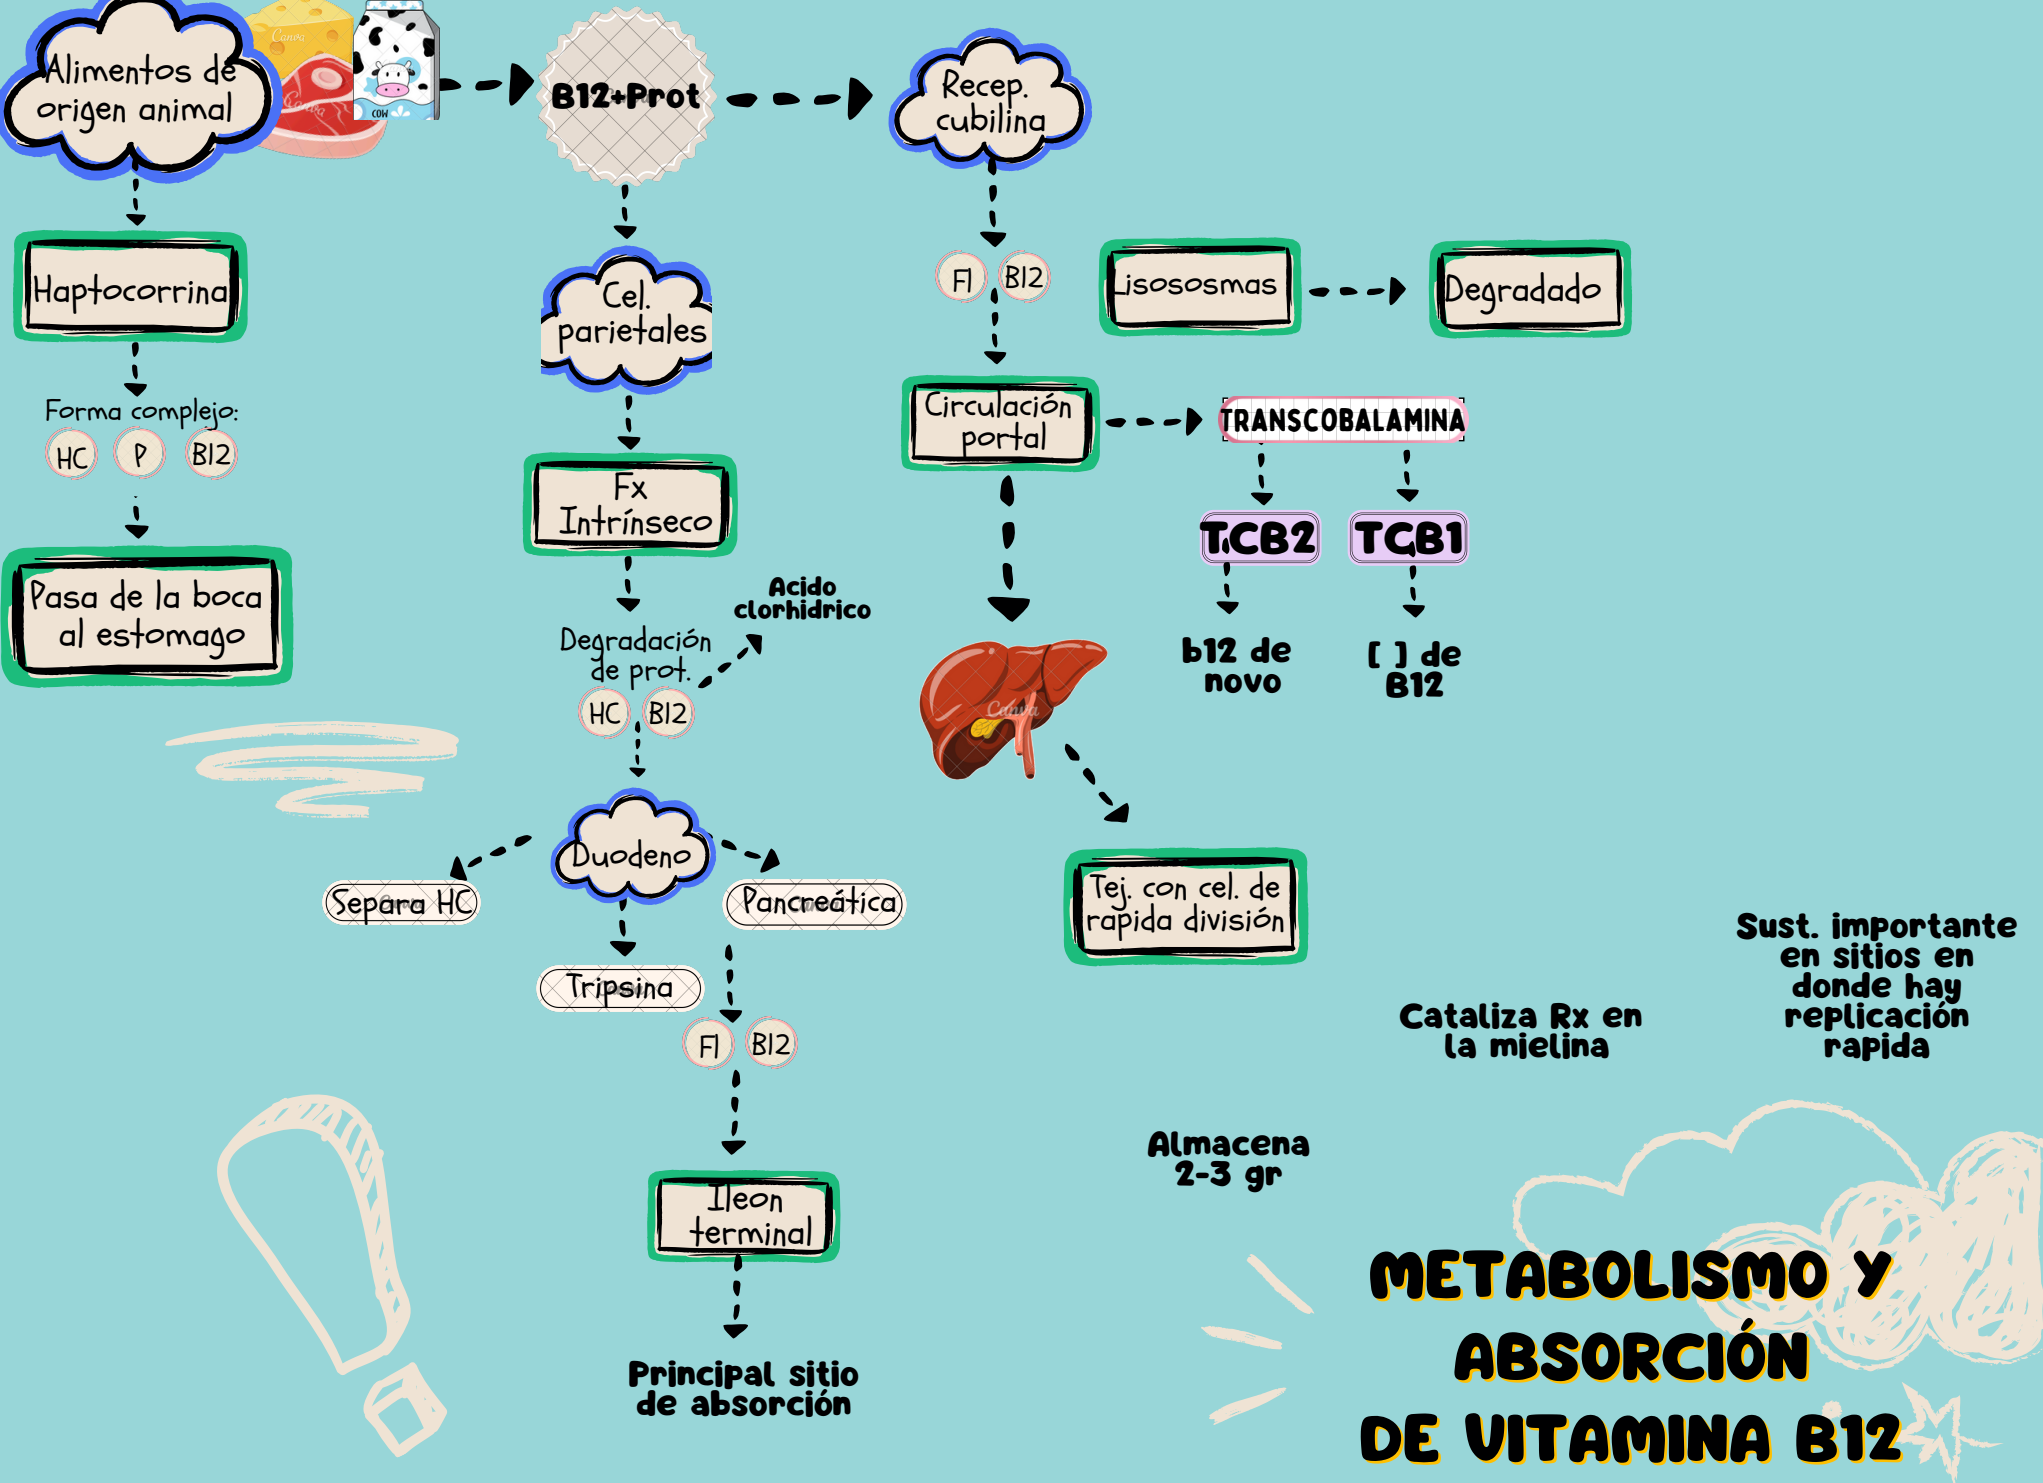 Alimentos de
origen animal
Canva
Canva
COW
Haptocorrina
Forma complejo:
HC P B12
Pasa de la boca
al estomago
B12+Prot
Cel.
parietales
Fx
Intrínseco
Degradación
de prot.
Acido
clorhidrico
HC B12
Duodeno
Separa HC
Pancreática
Tripsina
FI B12
Ileon
terminal
Principal sitio
de absorción
Recep.
cubilina
FI B12
Lisososmas
Degradado
Circulación
portal
TRANSCOBALAMINA
TCB2
TCB1
b12 de
novo
[ ] de
B12
Canva
Tej. con cel. de
rapida división
Almacena
2-3 gr
Cataliza Rx en
la mielina
Sust. importante
en sitios en
donde hay
replicación
rapida
METABOLISMO Y
ABSORCIÓN
DE VITAMINA B12